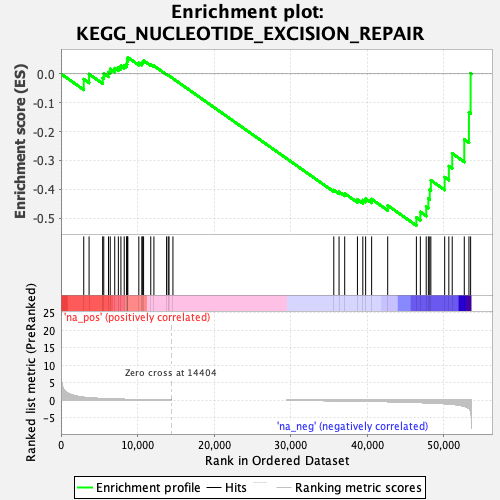 Enrichment plot:
KEGG_NUCLEOTIDE_EXCISION_REPAIR
Enrichment score (ES)
0.0
-0.1
-0.2
-0.3
-0.4
-0.5
'na_pos' (positively correlated)
Ranked list metric (PreRanked)
25
20
15
10
5
0
-5
Zero cross at 14404
'na_neg' (negatively correlated)
0 10,000 20,000 30,000 40,000 50,000
Rank in Ordered Dataset
Enrichment profile Hits Ranking metric scores